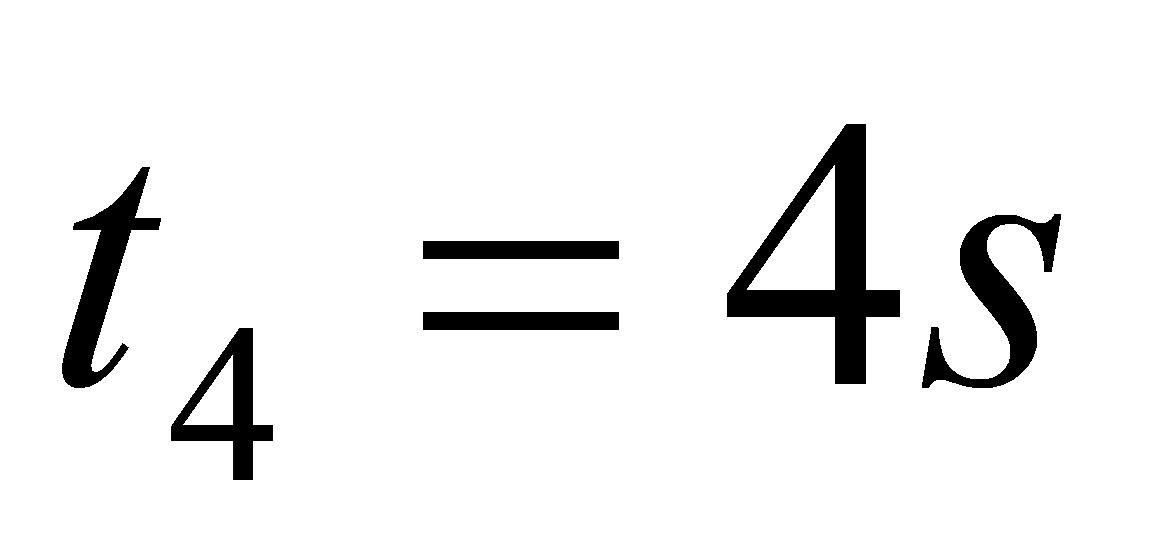 t₄ = 4s